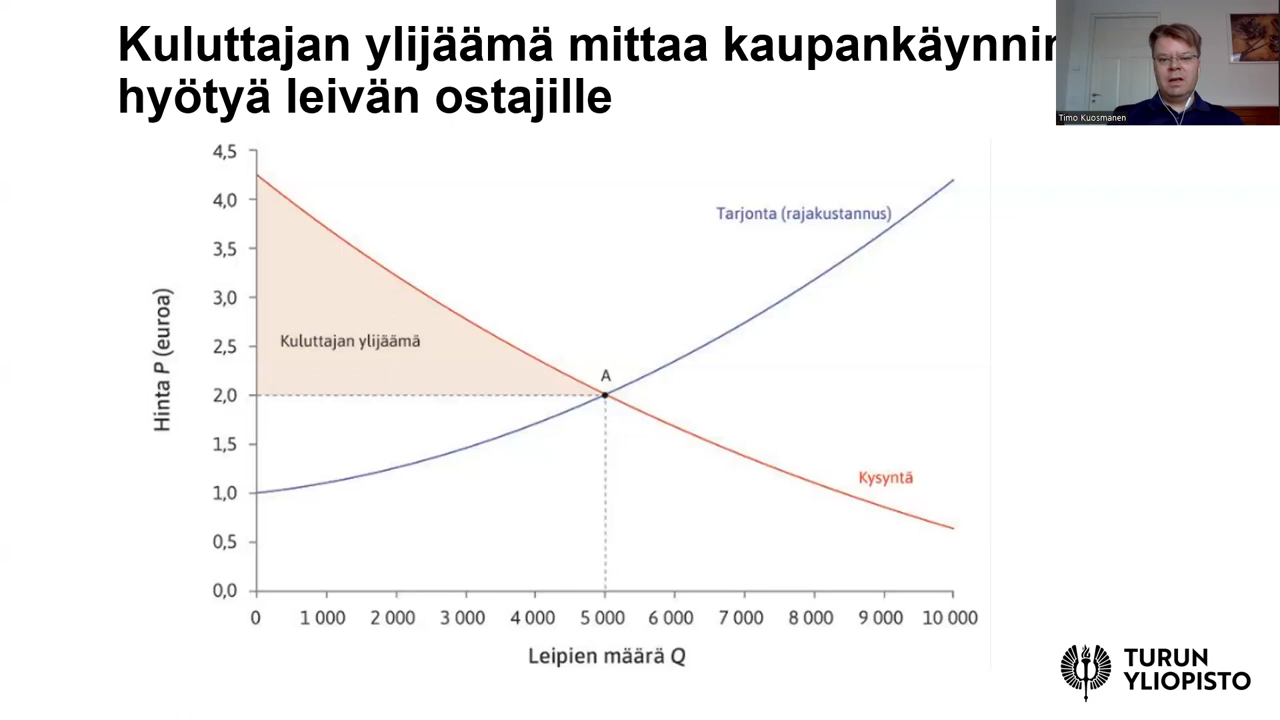 Kuluttajan ylijäämä mittaa kaupankäynnin
hyötyä leivän ostajille
Timo Kuosmanen
4,5
4,0
3,5
3,0
2,5
2,0
1,5
1,0
0,5
0,0
Hinta P (euroa)
Tarjonta (rajakustannus)
Kuluttajan ylijäämä
A
Kysyntä
0
1 000
2 000
3 000
4 000
5 000
6 000
7 000
8 000
9 000
10 000
Leipien määrä Q
TURUN
YLIOPISTO